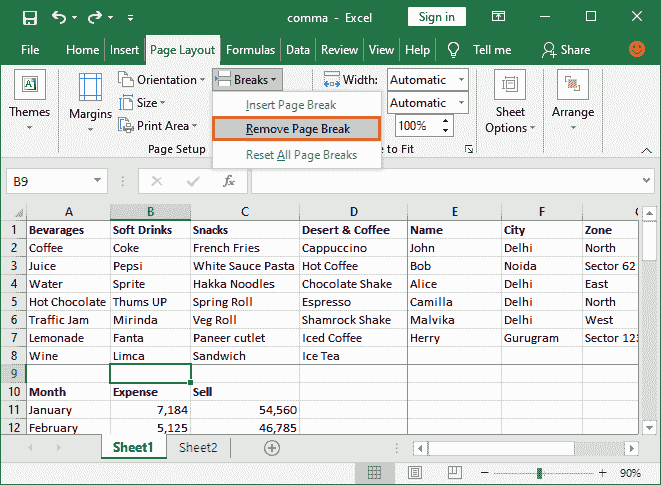 comma - Excel
Sign in
File Home Insert Page Layout Formulas Data Review View Help Tell me Share
Themes
Margins
Orientation
Size
Print Area
Page Setup
Breaks
Insert Page Break
Remove Page Break
Reset All Page Breaks
Width: Automatic
Automatic
100%
e to Fit
Sheet
Options
Arrange
B9
fx
A B C D E F G
1 Bevarages Soft Drinks Snacks Desert & Coffee Name City Zone
2 Coffee Coke French Fries Cappuccino John Delhi North
3 Juice Pepsi White Sauce Pasta Hot Coffee Bob Noida Sector 62
4 Water Sprite Hakka Noodles Chocolate Shake Alice Delhi East
5 Hot Chocolate Thums UP Spring Roll Espresso Camilla Delhi North
6 Traffic Jam Mirinda Veg Roll Shamrock Shake Malvika Delhi West
7 Lemonade Fanta Paneer cutlet Iced Coffee Herry Gurugram Sector 123
8 Wine Limca Sandwich Ice Tea
9
10 Month Expense Sell
11 January 7,184 54,560
12 February 5,125 46,785
Sheet1 Sheet2
90%